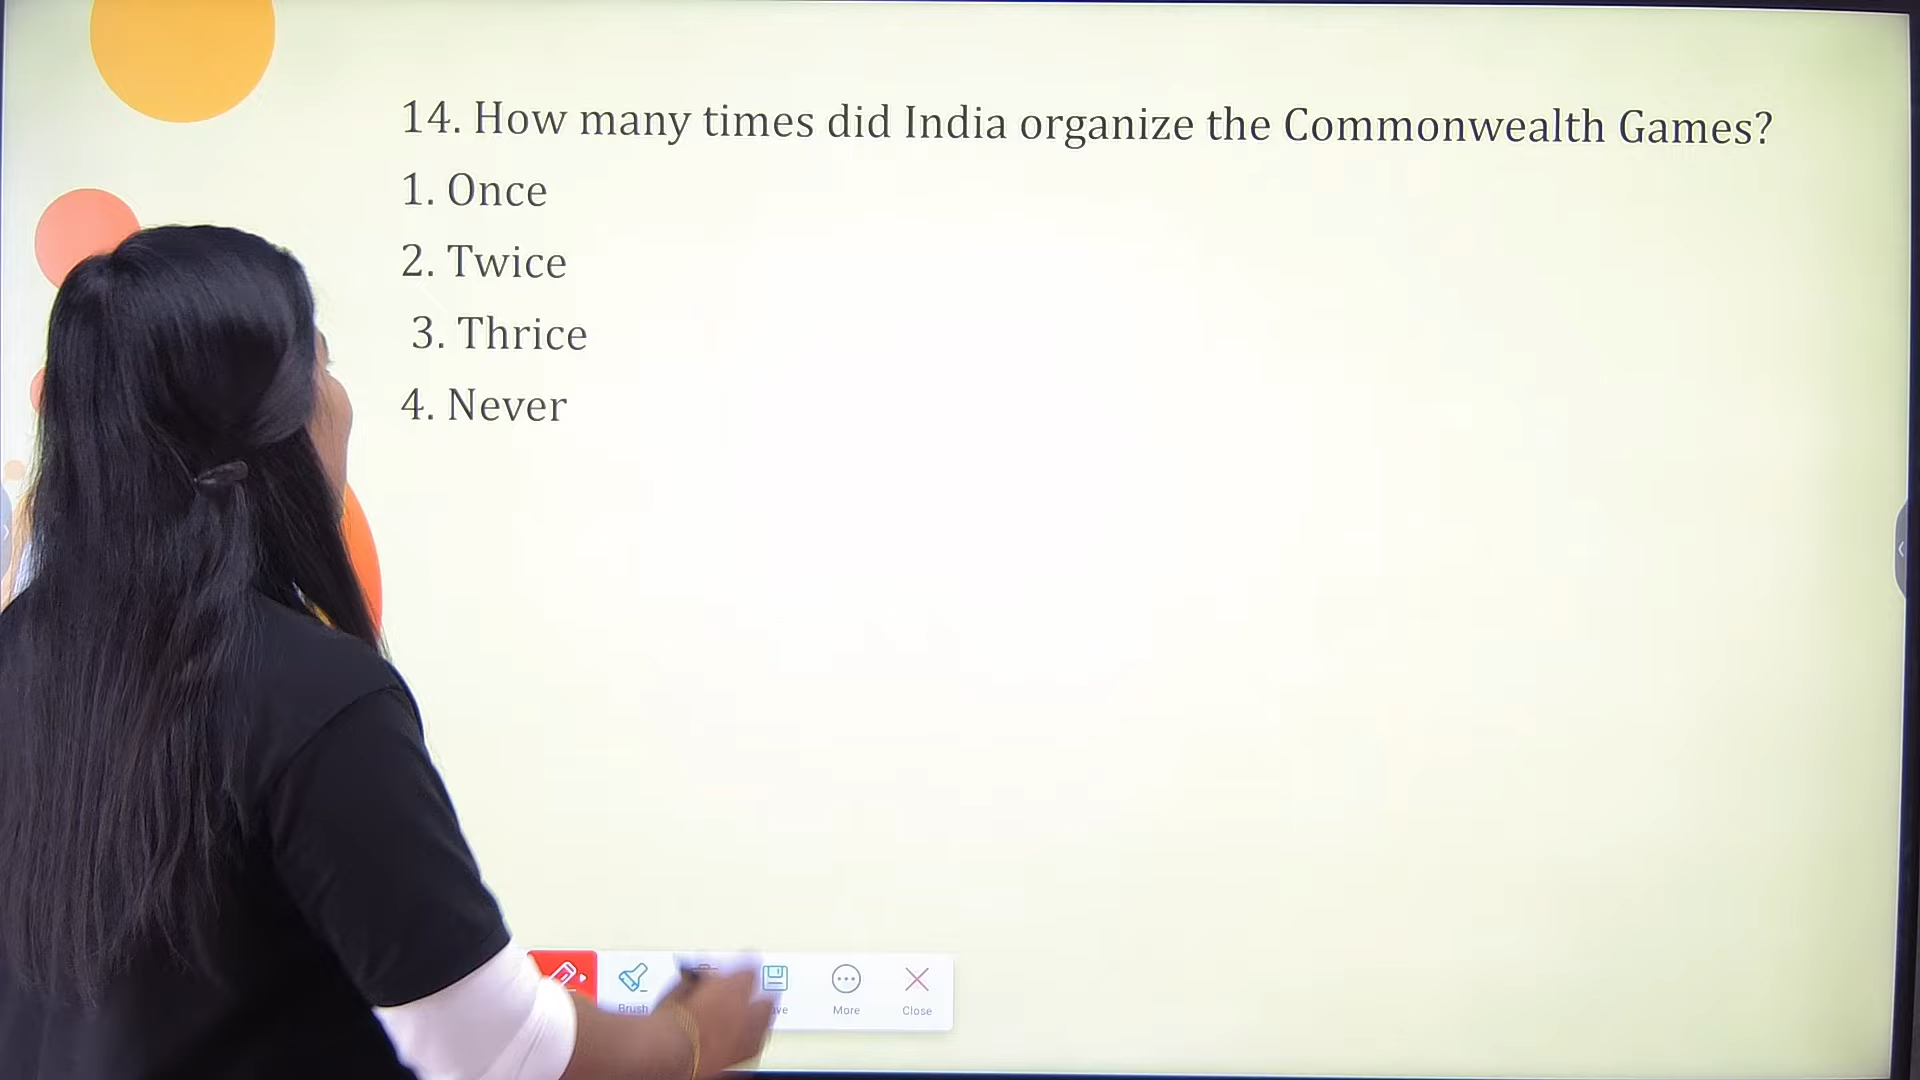 14. How many times did India organize the Commonwealth Games?
1. Once
2. Twice
3. Thrice
4. Never
Brush
More
Close